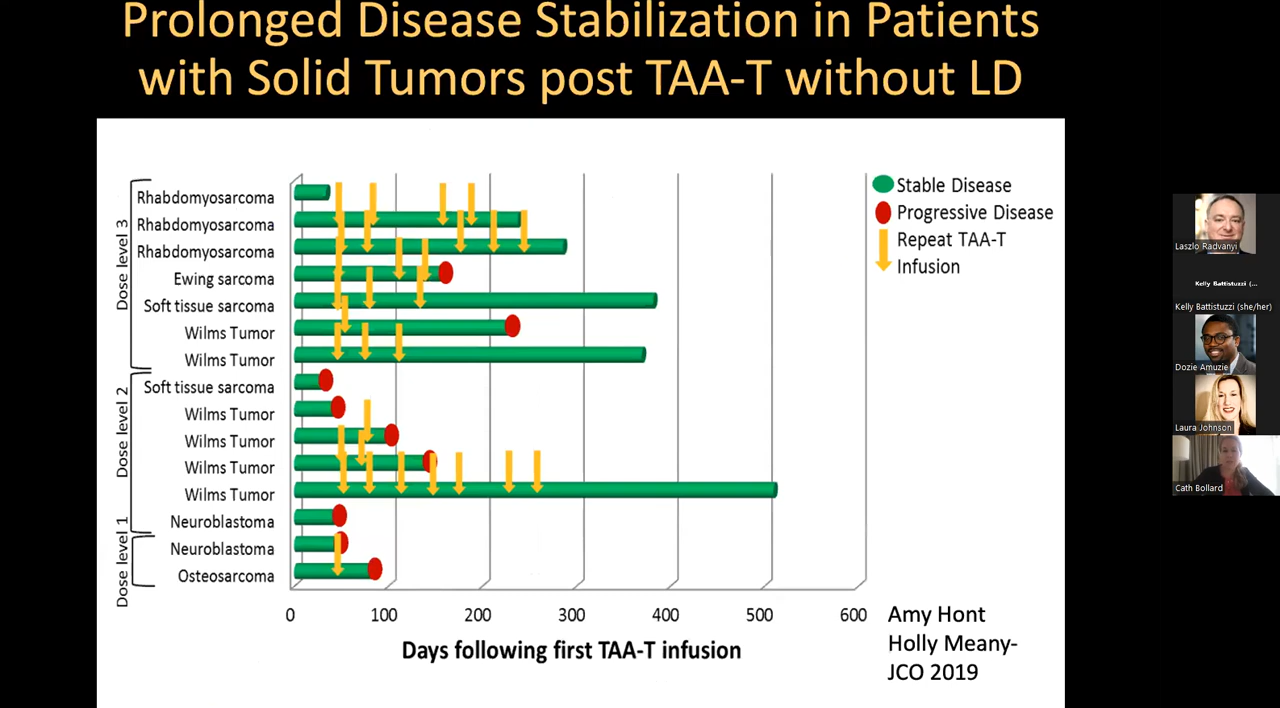 Prolonged Disease Stabilization in Patients
with Solid Tumors post TAA-T without LD
Dose level 3
Rhabdomyosarcoma
Rhabdomyosarcoma
Rhabdomyosarcoma
Ewing sarcoma
Soft tissue sarcoma
Wilms Tumor
Wilms Tumor
Dose level 2
Soft tissue sarcoma
Wilms Tumor
Wilms Tumor
Wilms Tumor
Wilms Tumor
Neuroblastoma
Dose level 1
Neuroblastoma
Osteosarcoma
0 100 200 300 400 500 600
Days following first TAA-T infusion
Stable Disease
Progressive Disease
Repeat TAA-T
Infusion
Amy Hont
Holly Meany-
JCO 2019
Laszlo Radvanyi
Kelly Battistuzzi (...
Kelly Battistuzzi (she/her)
Dozie Amuzie
Laura Johnson
Cath Bollard